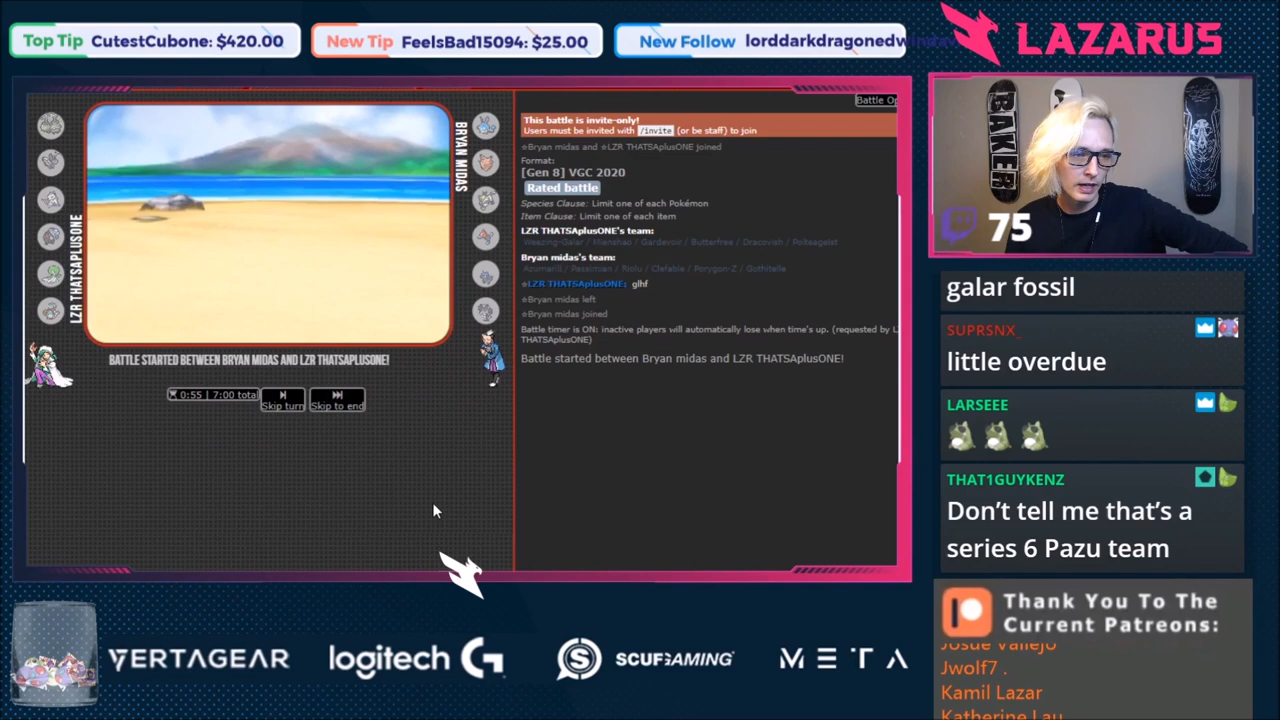 Top Tip CutestCubone: $420.00
New Tip FeelsBad15094: $25.00
New Follow lorddarkdragonedwindav
LAZARUS
BRYAN MIDAS
LZR THATSAPLUSONE
BATTLE STARTED BETWEEN BRYAN MIDAS AND LZR THATSAPLUSONE!
0:55 | 7:00 total
Skip turn
Skip to end
Battle Op
This battle is invite-only!
Users must be invited with /invite (or be staff) to join
☆Bryan midas and ☆LZR THATSAplusONE joined
Format:
[Gen 8] VGC 2020
Rated battle
Species Clause: Limit one of each Pokémon
Item Clause: Limit one of each item
LZR THATSAplusONE's team:
Weezing-Galar / Mienshao / Gardevoir / Butterfree / Dracovish / Polteageist
Bryan midas's team:
Azumarill / Passimian / Riolu / Clefable / Porygon-Z / Gothitelle
☆LZR THATSAplusONE: glhf
☆Bryan midas left
☆Bryan midas joined
Battle timer is ON: inactive players will automatically lose when time's up. (requested by L
THATSAplusONE)
Battle started between Bryan midas and LZR THATSAplusONE!
BAKER
75
galar fossil
SUPRSNX_
little overdue
LARSEEE
THAT1GUYKENZ
Don't tell me that's a
series 6 Pazu team
Thank You To The
Current Patreons:
Josue Vallejo
Jwolf7 .
Kamil Lazar
Katherine Lau
VERTAGEAR
logitech G
SCUF GAMING
META